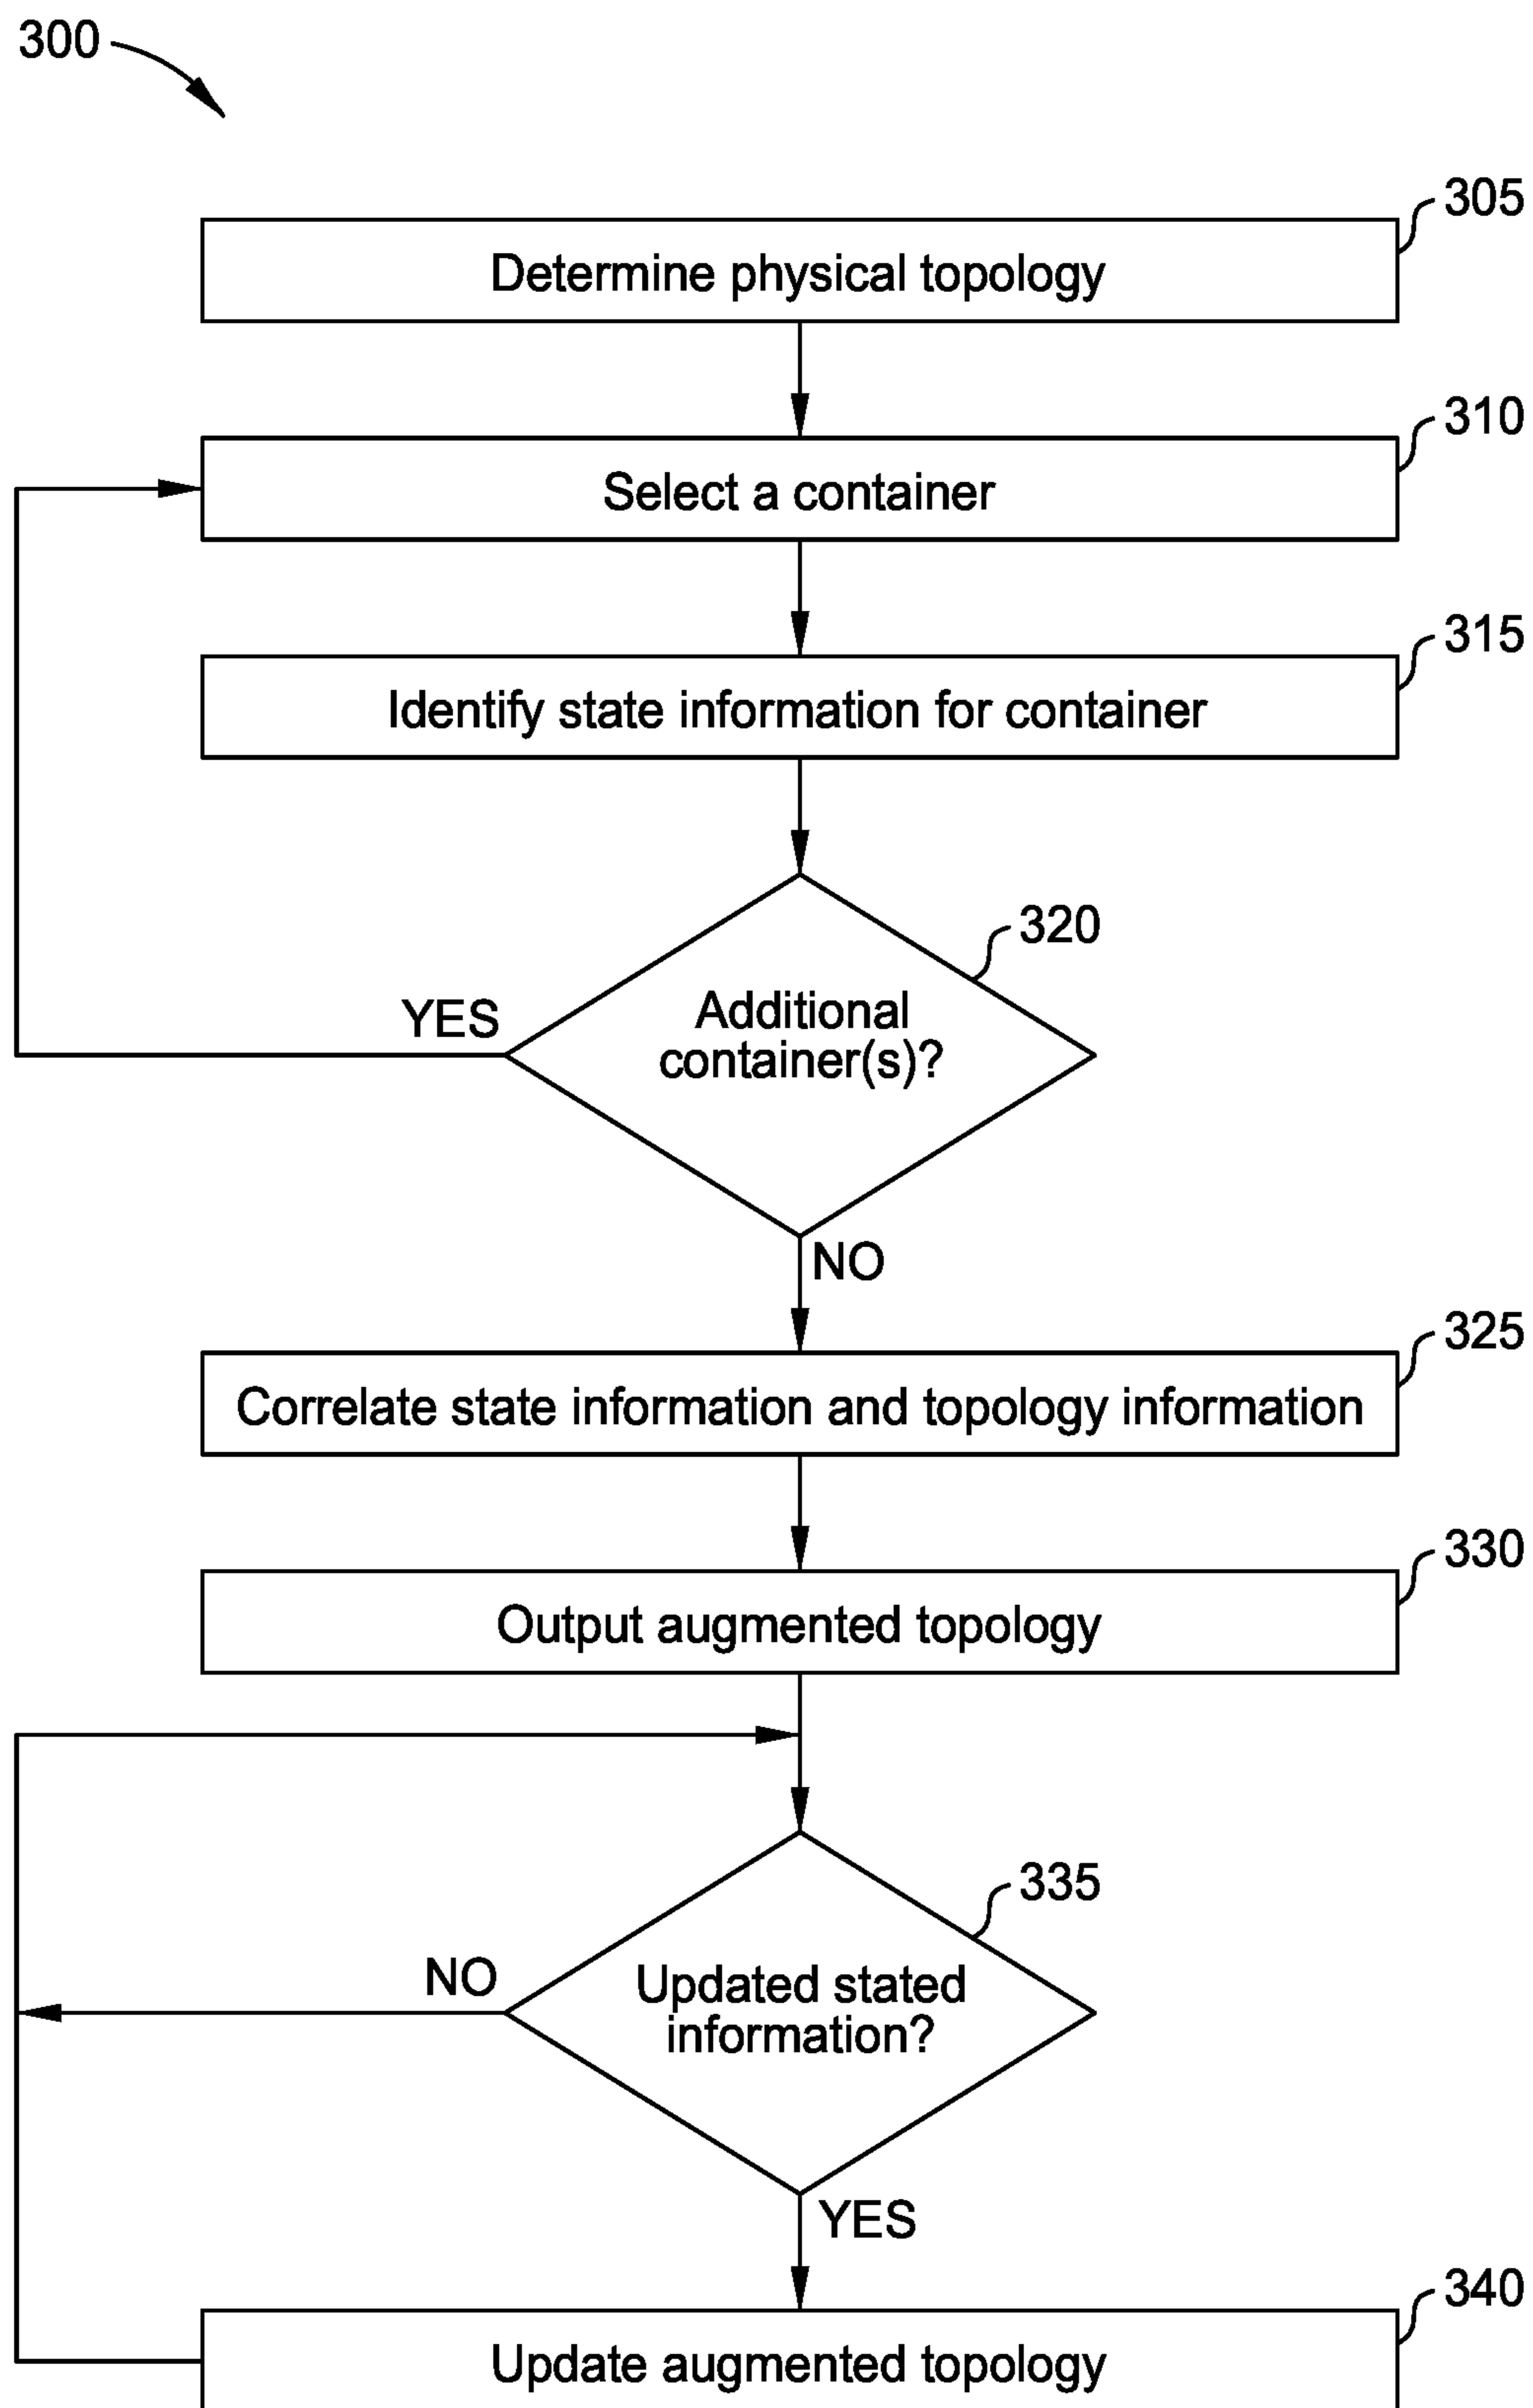 300
305
Determine physical topology
310
Select a container
315
Identify state information for container
320
Additional
container(s)?
YES
NO
325
Correlate state information and topology information
330
Output augmented topology
335
Updated stated
information?
NO
YES
340
Update augmented topology